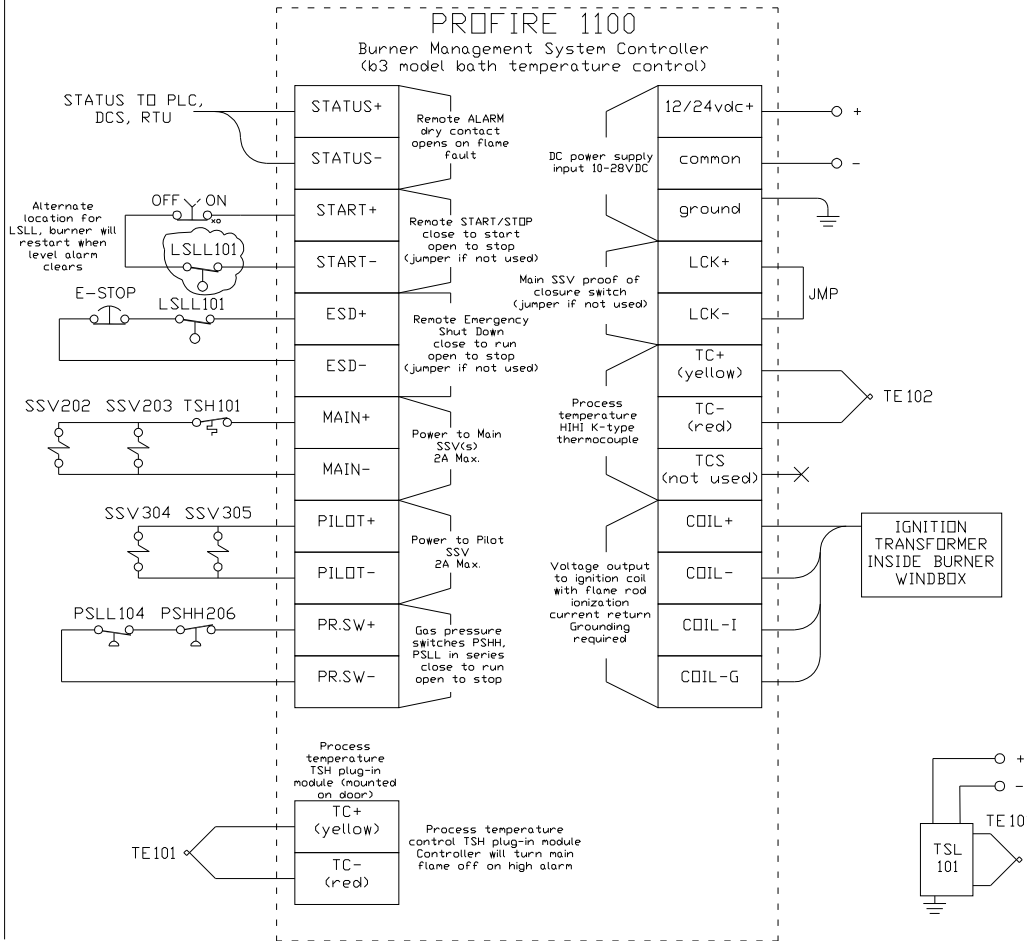 PROFIRE 1100
Burner Management System Controller
(b3 model bath temperature control)
STATUS TO PLC,
DCS, RTU
STATUS+
STATUS-
Remote ALARM
dry contact
opens on flame
fault
Alternate
location for
LSLL, burner will
restart when
level alarm
clears
OFF
ON
XO
LSLL101
START+
START-
Remote START/STOP
close to start
open to stop
(jumper if not used)
E-STOP
LSLL101
ESD+
ESD-
Remote Emergency
Shut Down
close to run
open to stop
(jumper if not used)
SSV202
SSV203
TSH101
MAIN+
MAIN-
Power to Main
SSV(s)
2A Max.
SSV304
SSV305
PILOT+
PILOT-
Power to Pilot
SSV
2A Max.
PSLL104
PSHH206
PR.SW+
PR.SW-
Gas pressure
switches PSHH,
PSLL in series
close to run
open to stop
DC power supply
input 10-28VDC
12/24vdc+
common
ground
+
-
Main SSV proof of
closure switch
(jumper if not used)
LCK+
LCK-
JMP
Process
temperature
HIHI K-type
thermocouple
TC+
(yellow)
TC-
(red)
TCS
(not used)
TE102
Voltage output
to ignition coil
with flame rod
ionization
current return
Grounding
required
COIL+
COIL-
COIL-I
COIL-G
IGNITION
TRANSFORMER
INSIDE BURNER
WINDBOX
Process
temperature
TSH plug-in
module (mounted
on door)
TC+
(yellow)
TC-
(red)
TE101
Process temperature
control TSH plug-in module
Controller will turn main
flame off on high alarm
+
-
TE10
TSL
101